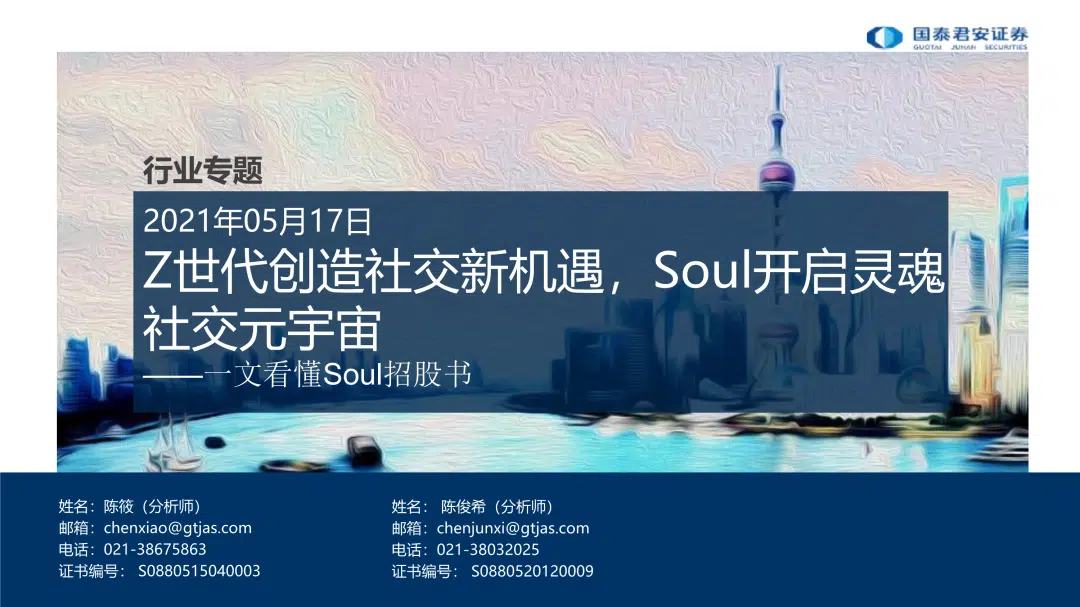 国泰君安证券
GUOTAI JUNAN SECURITIES
行业专题
2021年05月17日
Z世代创造社交新机遇，Soul开启灵魂
社交元宇宙
——一文看懂Soul招股书
姓名：陈筱（分析师）
邮箱：chenxiao@gtjas.com
电话：021-38675863
证书编号： S0880515040003
姓名： 陈俊希（分析师）
邮箱：chenjunxi@gtjas.com
电话：021-38032025
证书编号： S0880520120009